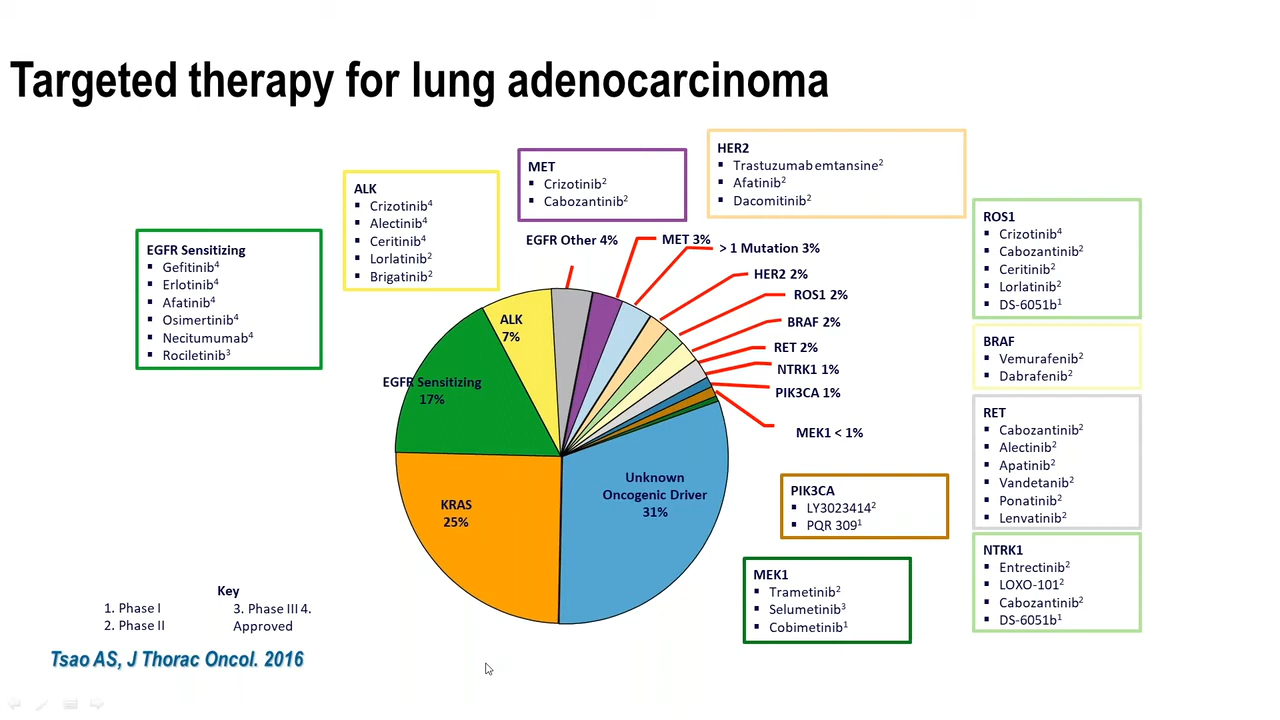 Targeted therapy for lung adenocarcinoma
HER2
▪ Trastuzumab emtansine²
▪ Afatinib²
▪ Dacomitinib²
MET
▪ Crizotinib²
▪ Cabozantinib²
ALK
▪ Crizotinib⁴
▪ Alectinib⁴
▪ Ceritinib⁴
▪ Lorlatinib²
▪ Brigatinib²
EGFR Sensitizing
▪ Gefitinib⁴
▪ Erlotinib⁴
▪ Afatinib⁴
▪ Osimertinib⁴
▪ Necitumumab⁴
▪ Rociletinib³
ROS1
▪ Crizotinib⁴
▪ Cabozantinib²
▪ Ceritinib²
▪ Lorlatinib²
▪ DS-6051b¹
EGFR Other 4%
MET 3%
> 1 Mutation 3%
HER2 2%
ROS1 2%
BRAF 2%
RET 2%
NTRK1 1%
PIK3CA 1%
MEK1 < 1%
ALK
7%
EGFR Sensitizing
17%
KRAS
25%
Unknown
Oncogenic Driver
31%
BRAF
▪ Vemurafenib²
▪ Dabrafenib²
RET
▪ Cabozantinib²
▪ Alectinib²
▪ Apatinib²
▪ Vandetanib²
▪ Ponatinib²
▪ Lenvatinib²
PIK3CA
▪ LY3023414²
▪ PQR 309¹
NTRK1
▪ Entrectinib²
▪ LOXO-101²
▪ Cabozantinib²
▪ DS-6051b¹
MEK1
▪ Trametinib²
▪ Selumetinib³
▪ Cobimetinib¹
Key
1. Phase I
2. Phase II
3. Phase III 4.
Approved
Tsao AS, J Thorac Oncol. 2016